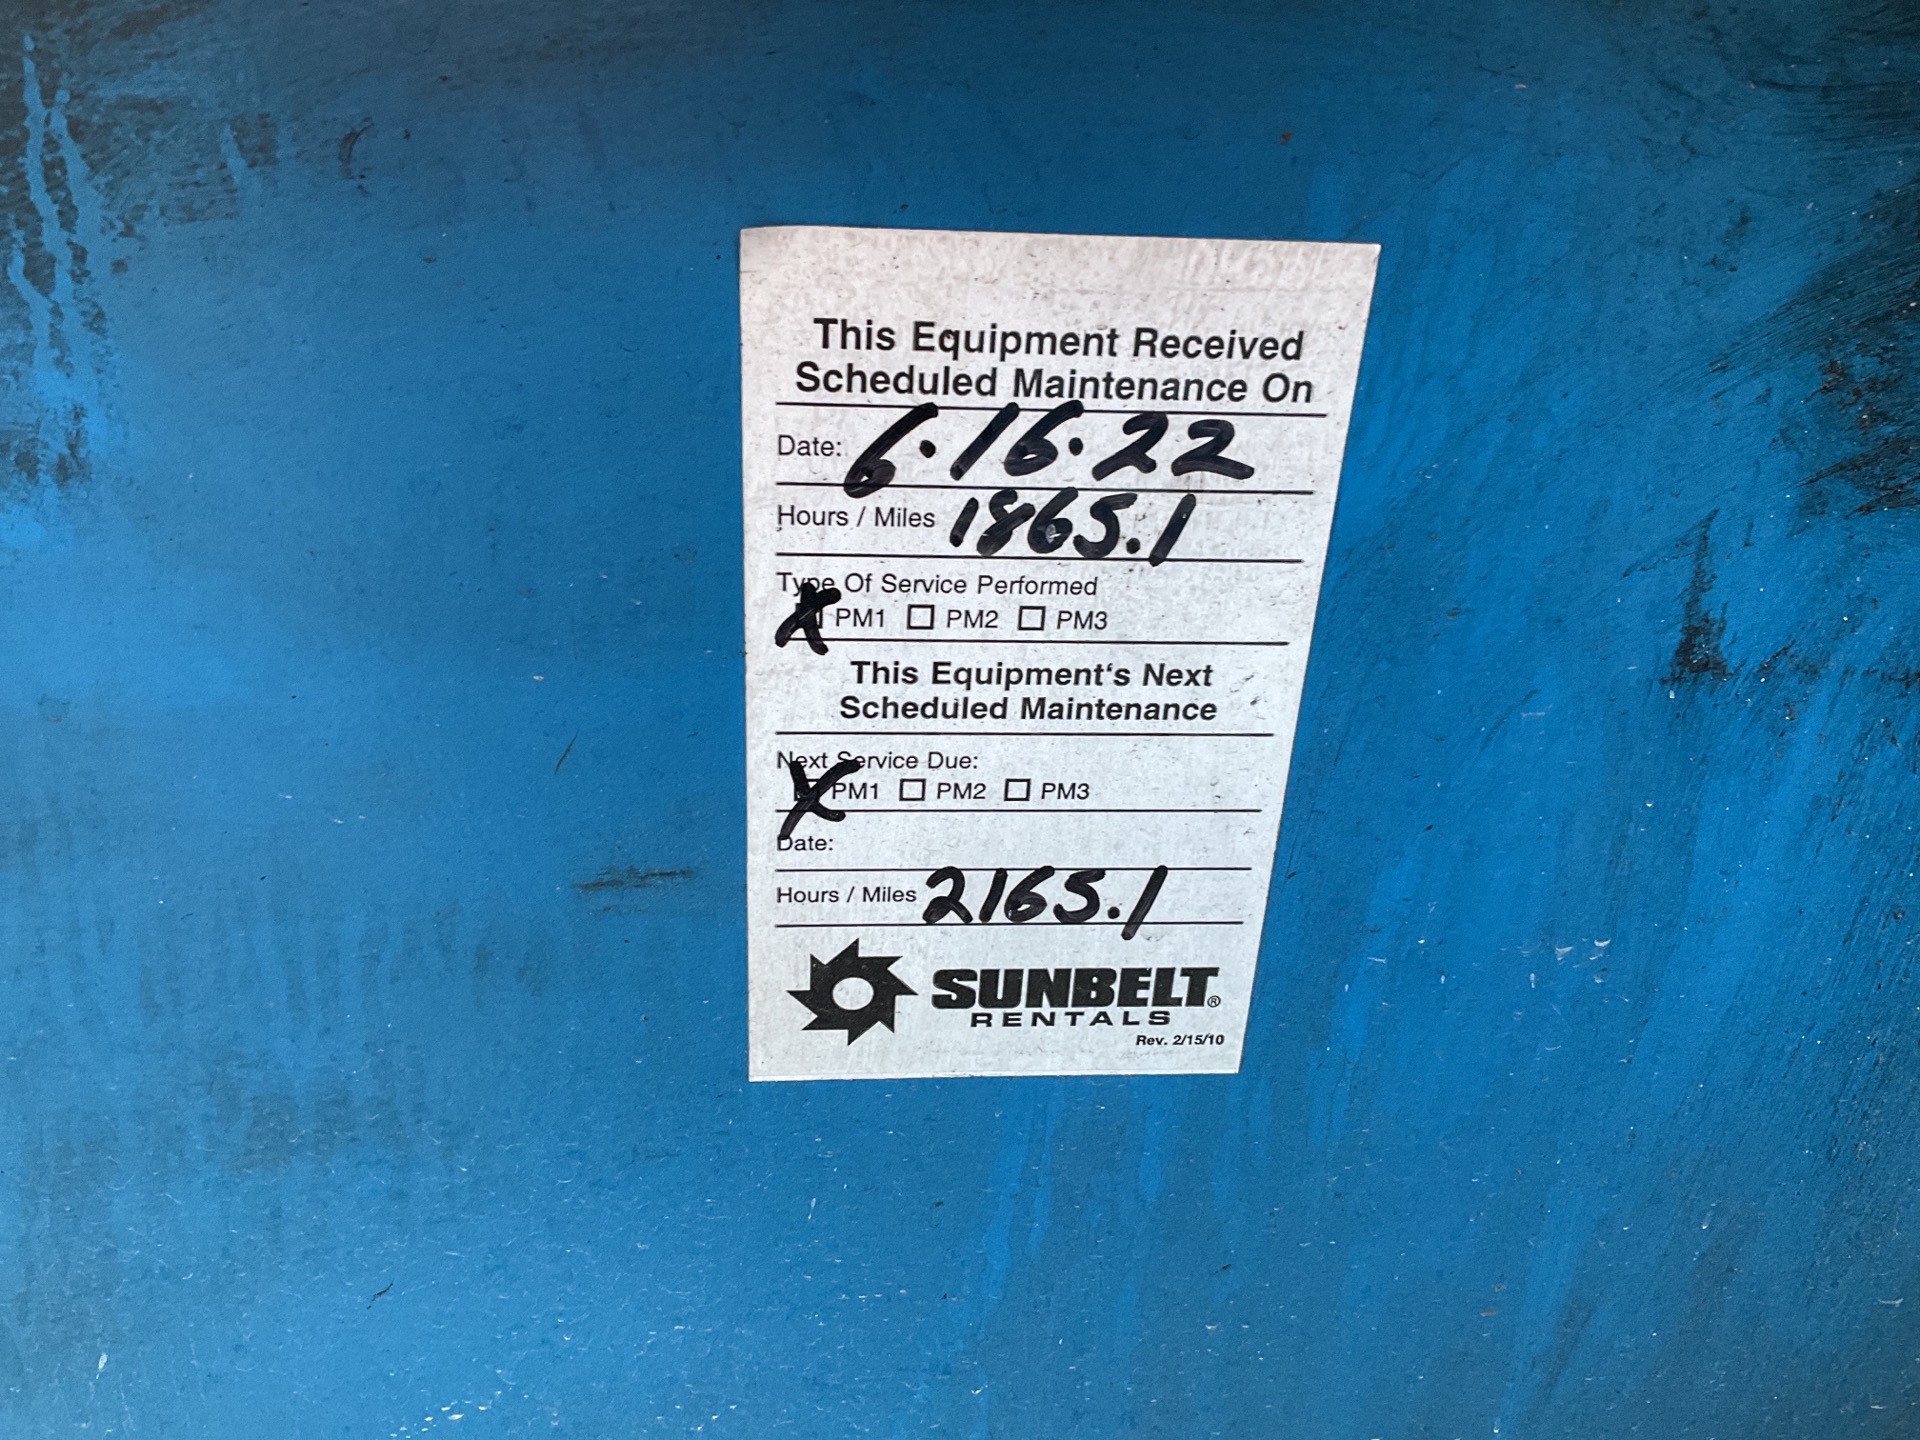 This Equipment Received
Scheduled Maintenance On
Date: 6.16.22
Hours / Miles 1865.1
Type Of Service Performed
X PM1 ☐ PM2 ☐ PM3
This Equipment‘s Next
Scheduled Maintenance
Next Service Due:
X PM1 ☐ PM2 ☐ PM3
Date:
Hours / Miles 2165.1
SUNBELT®
RENTALS
Rev. 2/15/10